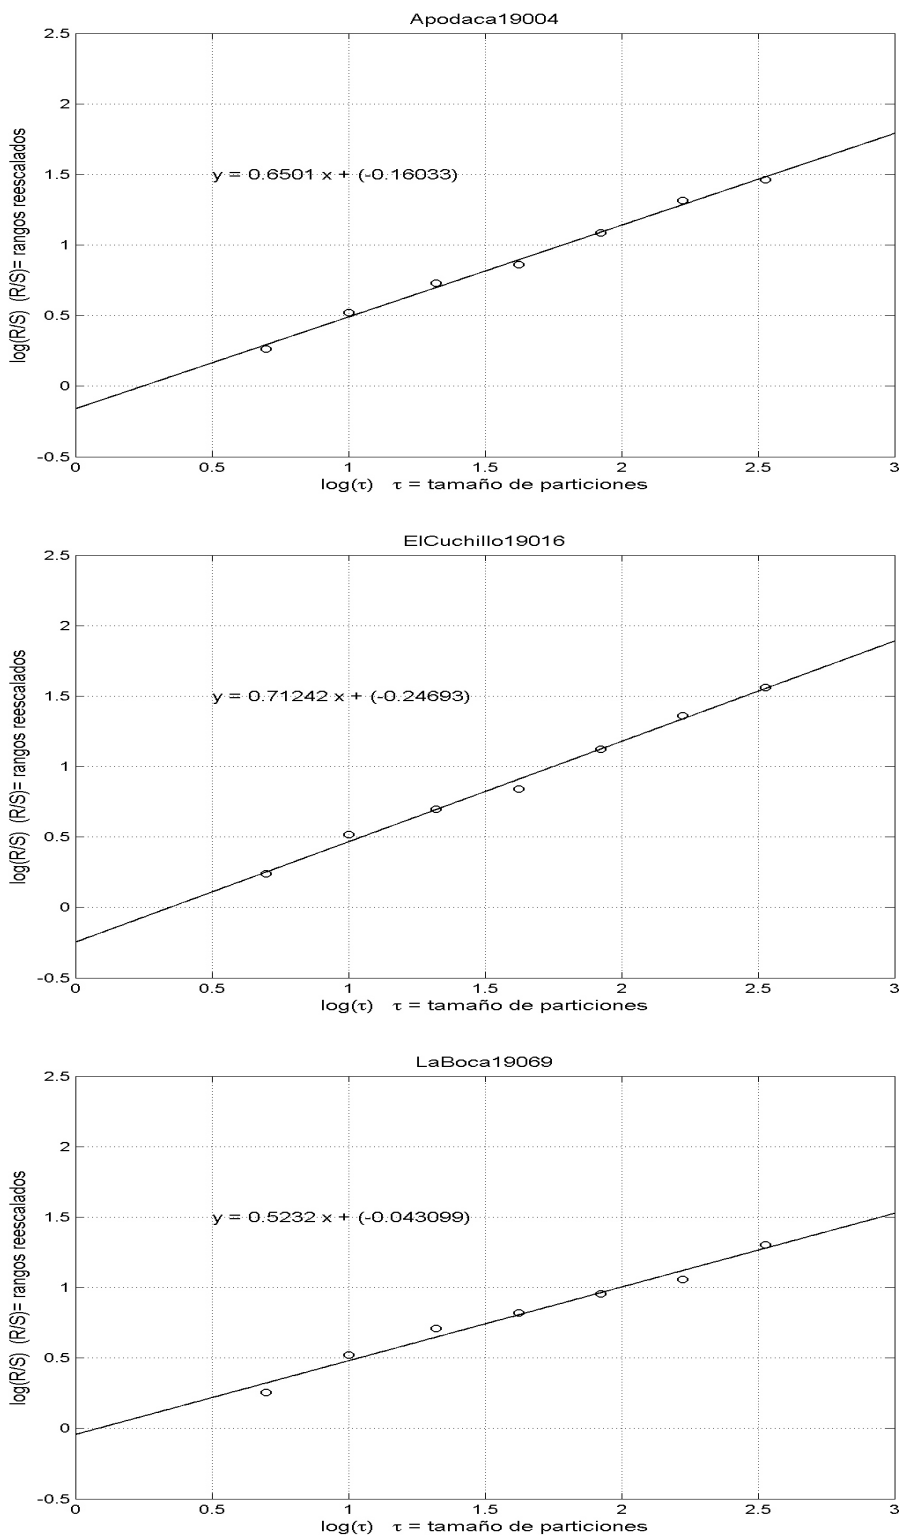 Apodaca19004
2.5
2
1.5
1
0.5
0
-0.5
y = 0.6501 x + (-0.16033)
log(R/S)  (R/S)= rangos reescalados
0 0.5 1 1.5 2 2.5 3
log(τ)   τ = tamaño de particiones
ElCuchillo19016
2.5
2
1.5
1
0.5
0
-0.5
y = 0.71242 x + (-0.24693)
log(R/S)  (R/S)= rangos reescalados
0 0.5 1 1.5 2 2.5 3
log(τ)   τ = tamaño de particiones
LaBoca19069
2.5
2
1.5
1
0.5
0
-0.5
y = 0.5232 x + (-0.043099)
log(R/S)  (R/S)= rangos reescalados
0 0.5 1 1.5 2 2.5 3
log(τ)   τ = tamaño de particiones